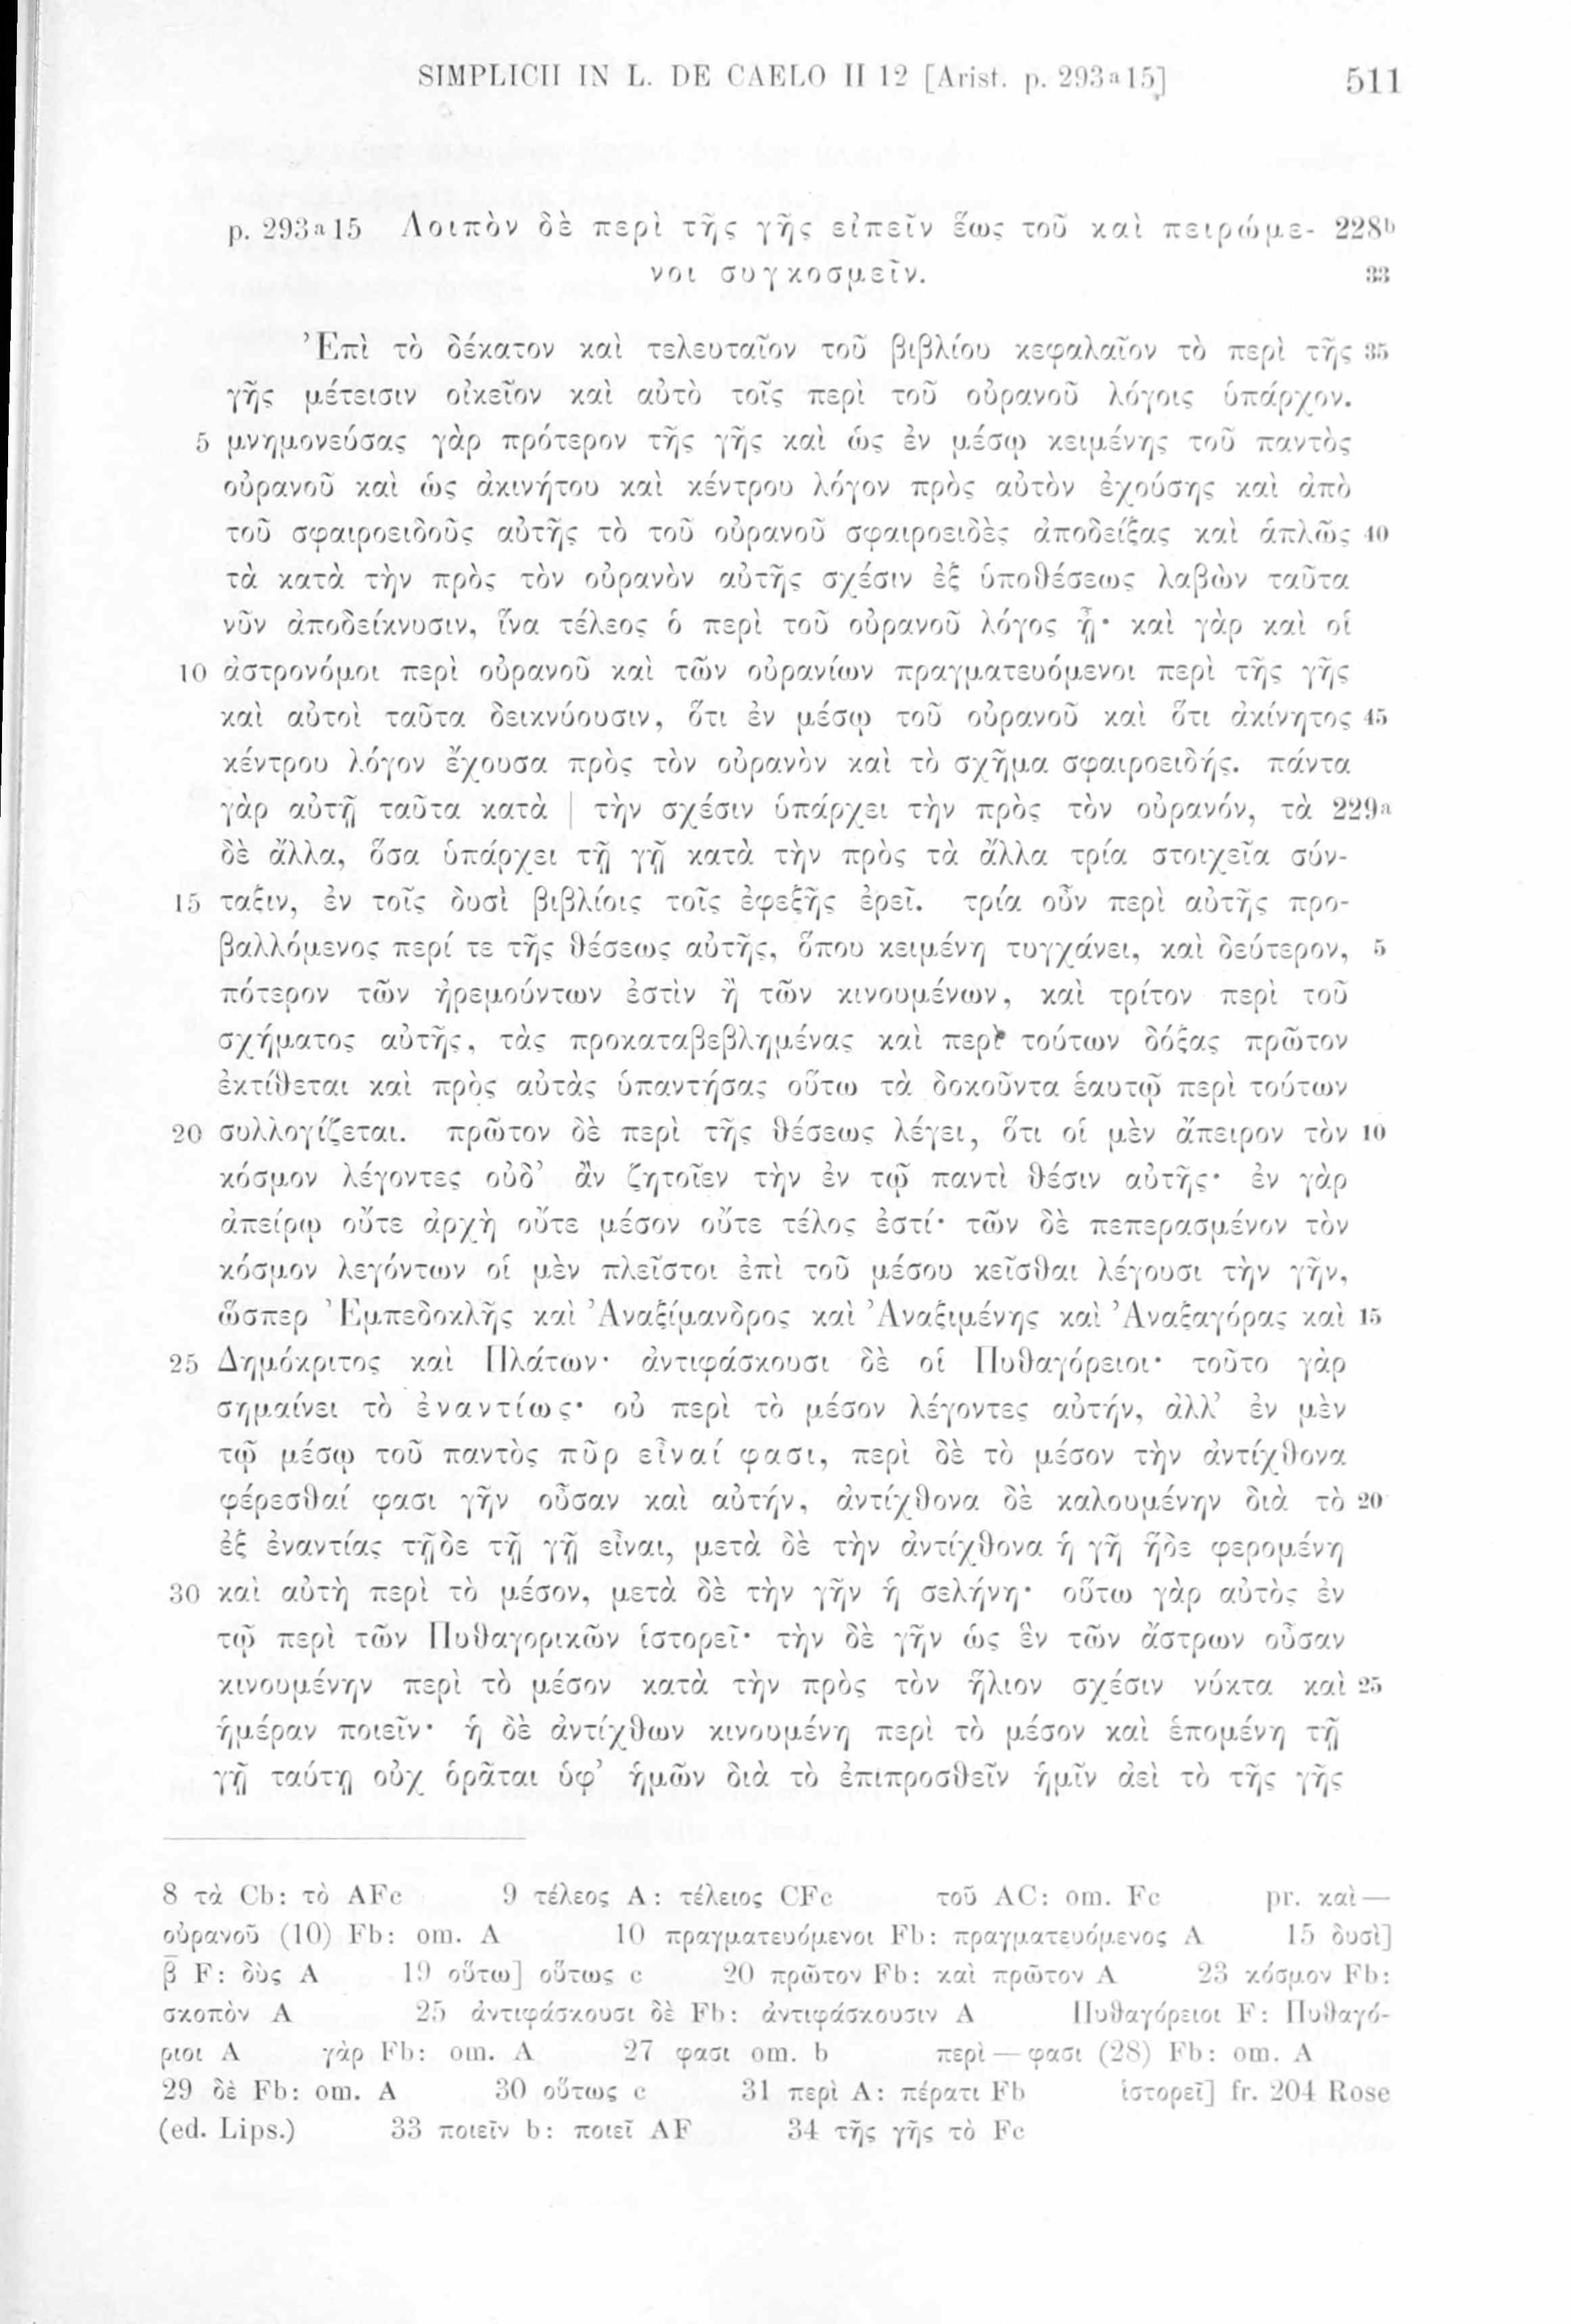 SIMPLICII IN L. DE CAELO II 12 [Arist. p. 293a15] 511
p. 293a15 Λοιπὸν δὲ περὶ τῆς γῆς εἰπεῖν ἕως τοῦ καὶ πειρώμε- 228b
νοι συγκοσμεῖν. 33
Ἐπὶ τὸ δέκατον καὶ τελευταῖον τοῦ βιβλίου κεφαλαῖον τὸ περὶ τῆς 35
γῆς μέτεισιν οἰκεῖον καὶ αὐτὸ τοῖς περὶ τοῦ οὐρανοῦ λόγοις ὑπάρχον.
5 μνημονεύσας γὰρ πρότερον τῆς γῆς καὶ ὡς ἐν μέσῳ κειμένης τοῦ παντὸς
οὐρανοῦ καὶ ὡς ἀκινήτου καὶ κέντρου λόγον πρὸς αὐτὸν ἐχούσης καὶ ἀπὸ
τοῦ σφαιροειδοῦς αὐτῆς τὸ τοῦ οὐρανοῦ σφαιροειδὲς ἀποδείξας καὶ ἁπλῶς 40
τὰ κατὰ τὴν πρὸς τὸν οὐρανὸν αὐτῆς σχέσιν ἐξ ὑποθέσεως λαβὼν ταῦτα
νῦν ἀποδείκνυσιν, ἵνα τέλεος ὁ περὶ τοῦ οὐρανοῦ λόγος ᾖ· καὶ γὰρ καὶ οἱ
10 ἀστρονόμοι περὶ οὐρανοῦ καὶ τῶν οὐρανίων πραγματευόμενοι περὶ τῆς γῆς
καὶ αὐτοὶ ταῦτα δεικνύουσιν, ὅτι ἐν μέσῳ τοῦ οὐρανοῦ καὶ ὅτι ἀκίνητος 45
κέντρου λόγον ἔχουσα πρὸς τὸν οὐρανὸν καὶ τὸ σχῆμα σφαιροειδής. πάντα
γὰρ αὐτῇ ταῦτα κατὰ | τὴν σχέσιν ὑπάρχει τὴν πρὸς τὸν οὐρανόν, τὰ 229a
δὲ ἄλλα, ὅσα ὑπάρχει τῇ γῇ κατὰ τὴν πρὸς τὰ ἄλλα τρία στοιχεῖα σύν-
15 ταξιν, ἐν τοῖς δυσὶ βιβλίοις τοῖς ἐφεξῆς ἐρεῖ. τρία οὖν περὶ αὐτῆς προ-
βαλλόμενος περί τε τῆς θέσεως αὐτῆς, ὅπου κειμένη τυγχάνει, καὶ δεύτερον, 5
πότερον τῶν ἠρεμούντων ἐστὶν ἢ τῶν κινουμένων, καὶ τρίτον περὶ τοῦ
σχήματος αὐτῆς, τὰς προκαταβεβλημένας καὶ περὶ τούτων δόξας πρῶτον
ἐκτίθεται καὶ πρὸς αὐτὰς ὑπαντήσας οὕτω τὰ δοκοῦντα ἑαυτῷ περὶ τούτων
20 συλλογίζεται. πρῶτον δὲ περὶ τῆς θέσεως λέγει, ὅτι οἱ μὲν ἄπειρον τὸν 10
κόσμον λέγοντες οὐδ’ ἂν ζητοῖεν τὴν ἐν τῷ παντὶ θέσιν αὐτῆς· ἐν γὰρ
ἀπείρῳ οὔτε ἀρχὴ οὔτε μέσον οὔτε τέλος ἐστί· τῶν δὲ πεπερασμένον τὸν
κόσμον λεγόντων οἱ μὲν πλεῖστοι ἐπὶ τοῦ μέσου κεῖσθαι λέγουσι τὴν γῆν,
ὥσπερ Ἐμπεδοκλῆς καὶ Ἀναξίμανδρος καὶ Ἀναξιμένης καὶ Ἀναξαγόρας καὶ 15
25 Δημόκριτος καὶ Πλάτων· ἀντιφάσκουσι δὲ οἱ Πυθαγόρειοι· τοῦτο γὰρ
σημαίνει τὸ ἐναντίως· οὐ περὶ τὸ μέσον λέγοντες αὐτήν, ἀλλ’ ἐν μὲν
τῷ μέσῳ τοῦ παντὸς πῦρ εἶναί φασι, περὶ δὲ τὸ μέσον τὴν ἀντίχθονα
φέρεσθαί φασι γῆν οὖσαν καὶ αὐτήν, ἀντίχθονα δὲ καλουμένην διὰ τὸ 20
ἐξ ἐναντίας τῇδε τῇ γῇ εἶναι, μετὰ δὲ τὴν ἀντίχθονα ἡ γῆ ἥδε φερομένη
30 καὶ αὐτὴ περὶ τὸ μέσον, μετὰ δὲ τὴν γῆν ἡ σελήνη· οὕτω γὰρ αὐτὸς ἐν
τῷ περὶ τῶν Πυθαγορικῶν ἱστορεῖ· τὴν δὲ γῆν ὡς ἓν τῶν ἄστρων οὖσαν
κινουμένην περὶ τὸ μέσον κατὰ τὴν πρὸς τὸν ἥλιον σχέσιν νύκτα καὶ 25
ἡμέραν ποιεῖν· ἡ δὲ ἀντίχθων κινουμένη περὶ τὸ μέσον καὶ ἑπομένη τῇ
γῇ ταύτῃ οὐχ ὁρᾶται ὑφ’ ἡμῶν διὰ τὸ ἐπιπροσθεῖν ἡμῖν ἀεὶ τὸ τῆς γῆς
8 τὰ Cb: τὸ AFc 9 τέλεος A: τέλειος CFc τοῦ AC: om. Fc pr. καὶ—
οὐρανοῦ (10) Fb: om. A 10 πραγματευόμενοι Fb: πραγματευόμενος A 15 δυσὶ]
β̄ F: δὺς A 19 οὕτω] οὕτως c 20 πρῶτον Fb: καὶ πρῶτον A 23 κόσμον Fb:
σκοπὸν A 25 ἀντιφάσκουσι δὲ Fb: ἀντιφάσκουσιν A Πυθαγόρειοι F: Πυθαγό-
ριοι A γὰρ Fb: om. A 27 φασι om. b περὶ—φασι (28) Fb: om. A
29 δὲ Fb: om. A 30 οὕτως c 31 περὶ A: πέρατι Fb ἱστορεῖ] fr. 204 Rose
(ed. Lips.) 33 ποιεῖν b: ποιεῖ AF 34 τῆς γῆς τὸ Fc